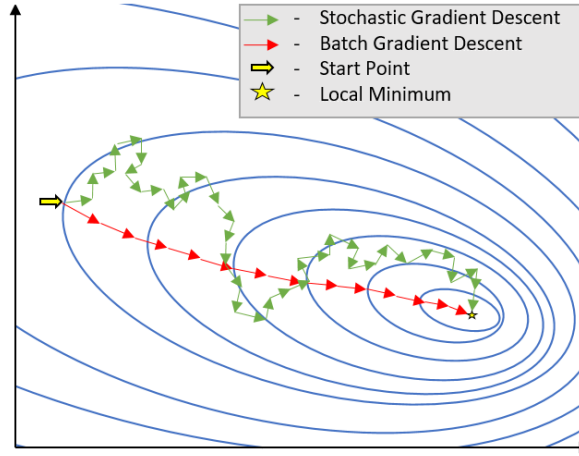 - Stochastic Gradient Descent
- Batch Gradient Descent
- Start Point
- Local Minimum